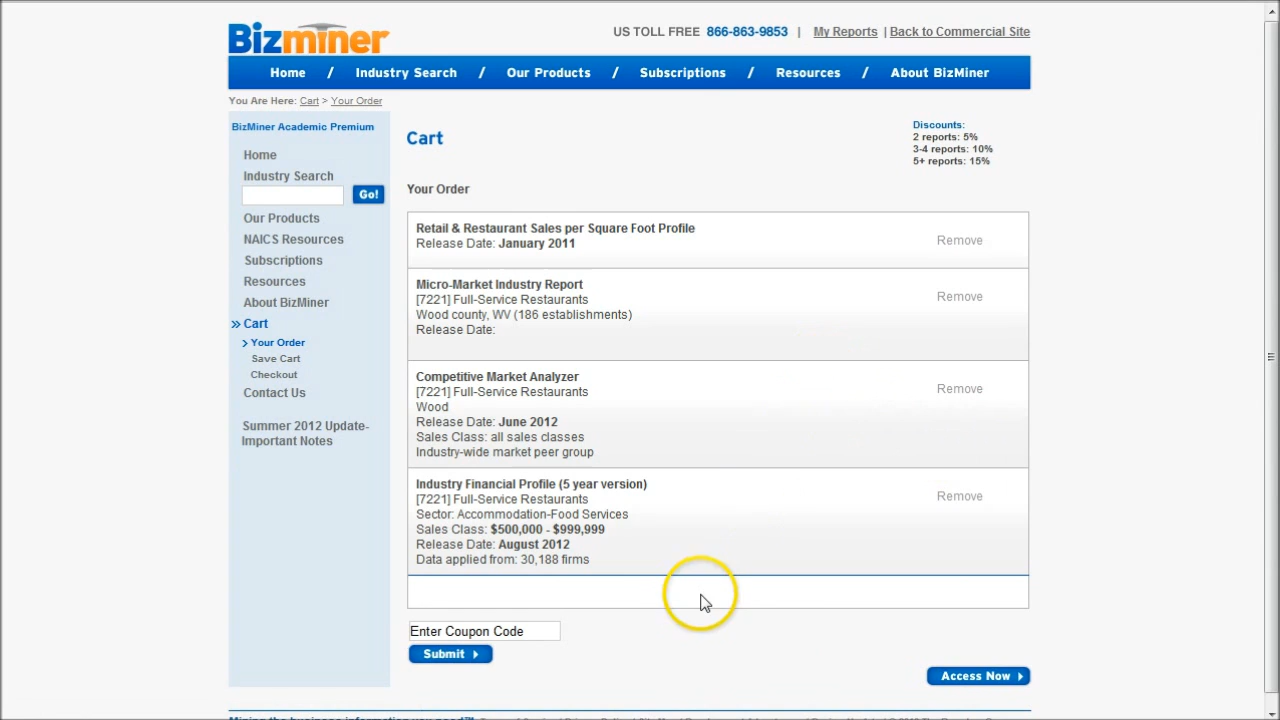 Bizminer
US TOLL FREE 866-863-9853 | My Reports | Back to Commercial Site
Home / Industry Search / Our Products / Subscriptions / Resources / About BizMiner
You Are Here: Cart > Your Order
BizMiner Academic Premium
Home
Industry Search
Go!
Our Products
NAICS Resources
Subscriptions
Resources
About BizMiner
» Cart
› Your Order
Save Cart
Checkout
Contact Us
Summer 2012 Update-
Important Notes
Cart
Discounts:
2 reports: 5%
3-4 reports: 10%
5+ reports: 15%
Your Order
Retail & Restaurant Sales per Square Foot Profile
Release Date: January 2011
Remove
Micro-Market Industry Report
[7221] Full-Service Restaurants
Wood county, WV (186 establishments)
Release Date:
Remove
Competitive Market Analyzer
[7221] Full-Service Restaurants
Wood
Release Date: June 2012
Sales Class: all sales classes
Industry-wide market peer group
Remove
Industry Financial Profile (5 year version)
[7221] Full-Service Restaurants
Sector: Accommodation-Food Services
Sales Class: $500,000 - $999,999
Release Date: August 2012
Data applied from: 30,188 firms
Remove
Enter Coupon Code
Submit
Access Now